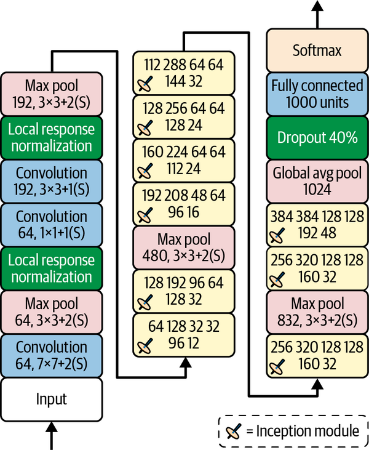 Max pool
192, 3×3+2(S)
Local response
normalization
Convolution
192, 3×3+1(S)
Convolution
64, 1×1+1(S)
Local response
normalization
Max pool
64, 3×3+2(S)
Convolution
64, 7×7+2(S)
Input
112 288 64 64
144 32
128 256 64 64
128 24
160 224 64 64
112 24
192 208 48 64
96 16
Max pool
480, 3×3+2(S)
128 192 96 64
128 32
64 128 32 32
96 12
Softmax
Fully connected
1000 units
Dropout 40%
Global avg pool
1024
384 384 128 128
192 48
256 320 128 128
160 32
Max pool
832, 3×3+2(S)
256 320 128 128
160 32
= Inception module